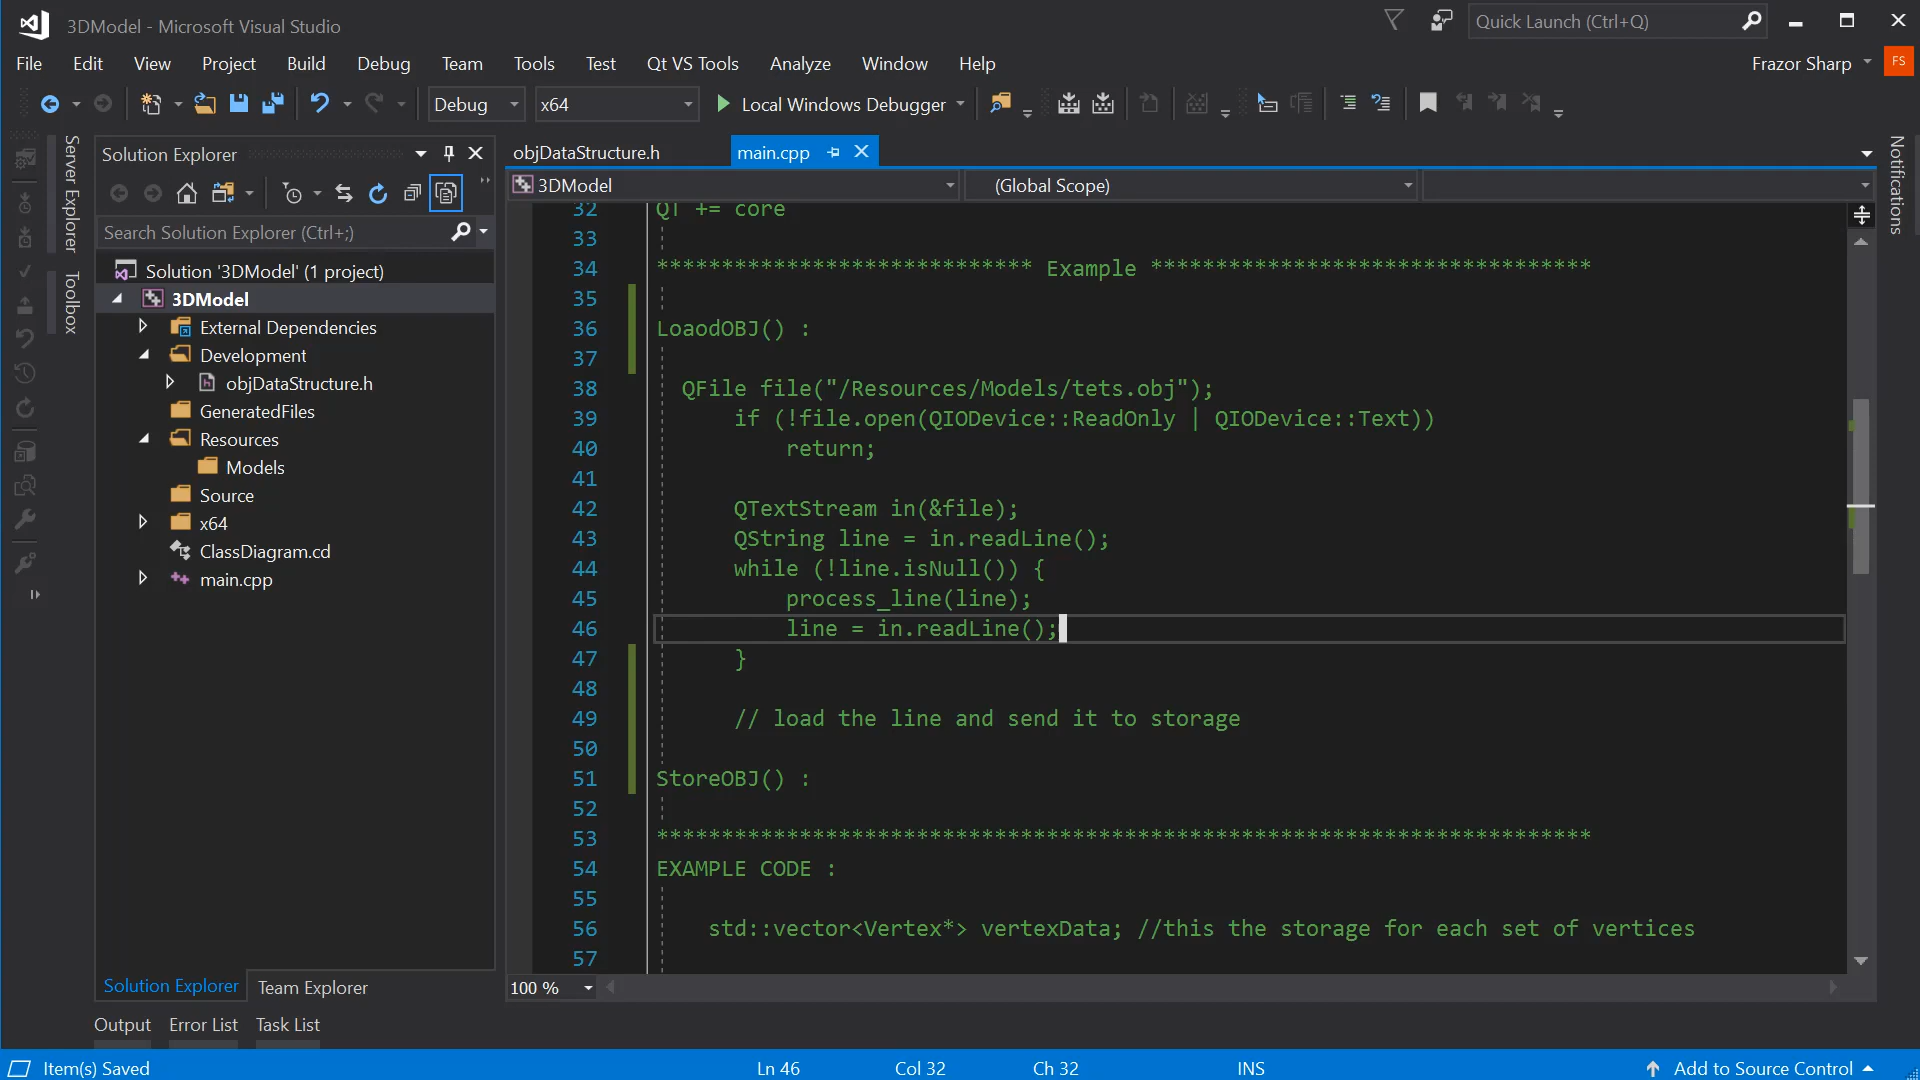 3DModel - Microsoft Visual Studio
Quick Launch (Ctrl+Q)
File Edit View Project Build Debug Team Tools Test Qt VS Tools Analyze Window Help
Frazor Sharp FS
Debug x64 Local Windows Debugger
Server Explorer
Toolbox
Solution Explorer
Search Solution Explorer (Ctrl+;)
Solution '3DModel' (1 project)
3DModel
External Dependencies
Development
objDataStructure.h
GeneratedFiles
Resources
Models
Source
x64
ClassDiagram.cd
main.cpp
Solution Explorer Team Explorer
objDataStructure.h main.cpp
3DModel (Global Scope)
32 QT += core
33
34 ***************************** Example **********************************
35
36 LoaodOBJ() :
37
38 QFile file("/Resources/Models/tets.obj");
39 if (!file.open(QIODevice::ReadOnly | QIODevice::Text))
40 return;
41
42 QTextStream in(&file);
43 QString line = in.readLine();
44 while (!line.isNull()) {
45 process_line(line);
46 line = in.readLine();
47 }
48
49 // load the line and send it to storage
50
51 StoreOBJ() :
52
53 ************************************************************************
54 EXAMPLE CODE :
55
56 std::vector<Vertex*> vertexData; //this the storage for each set of vertices
57
100 %
Notifications
Output Error List Task List
Item(s) Saved Ln 46 Col 32 Ch 32 INS Add to Source Control